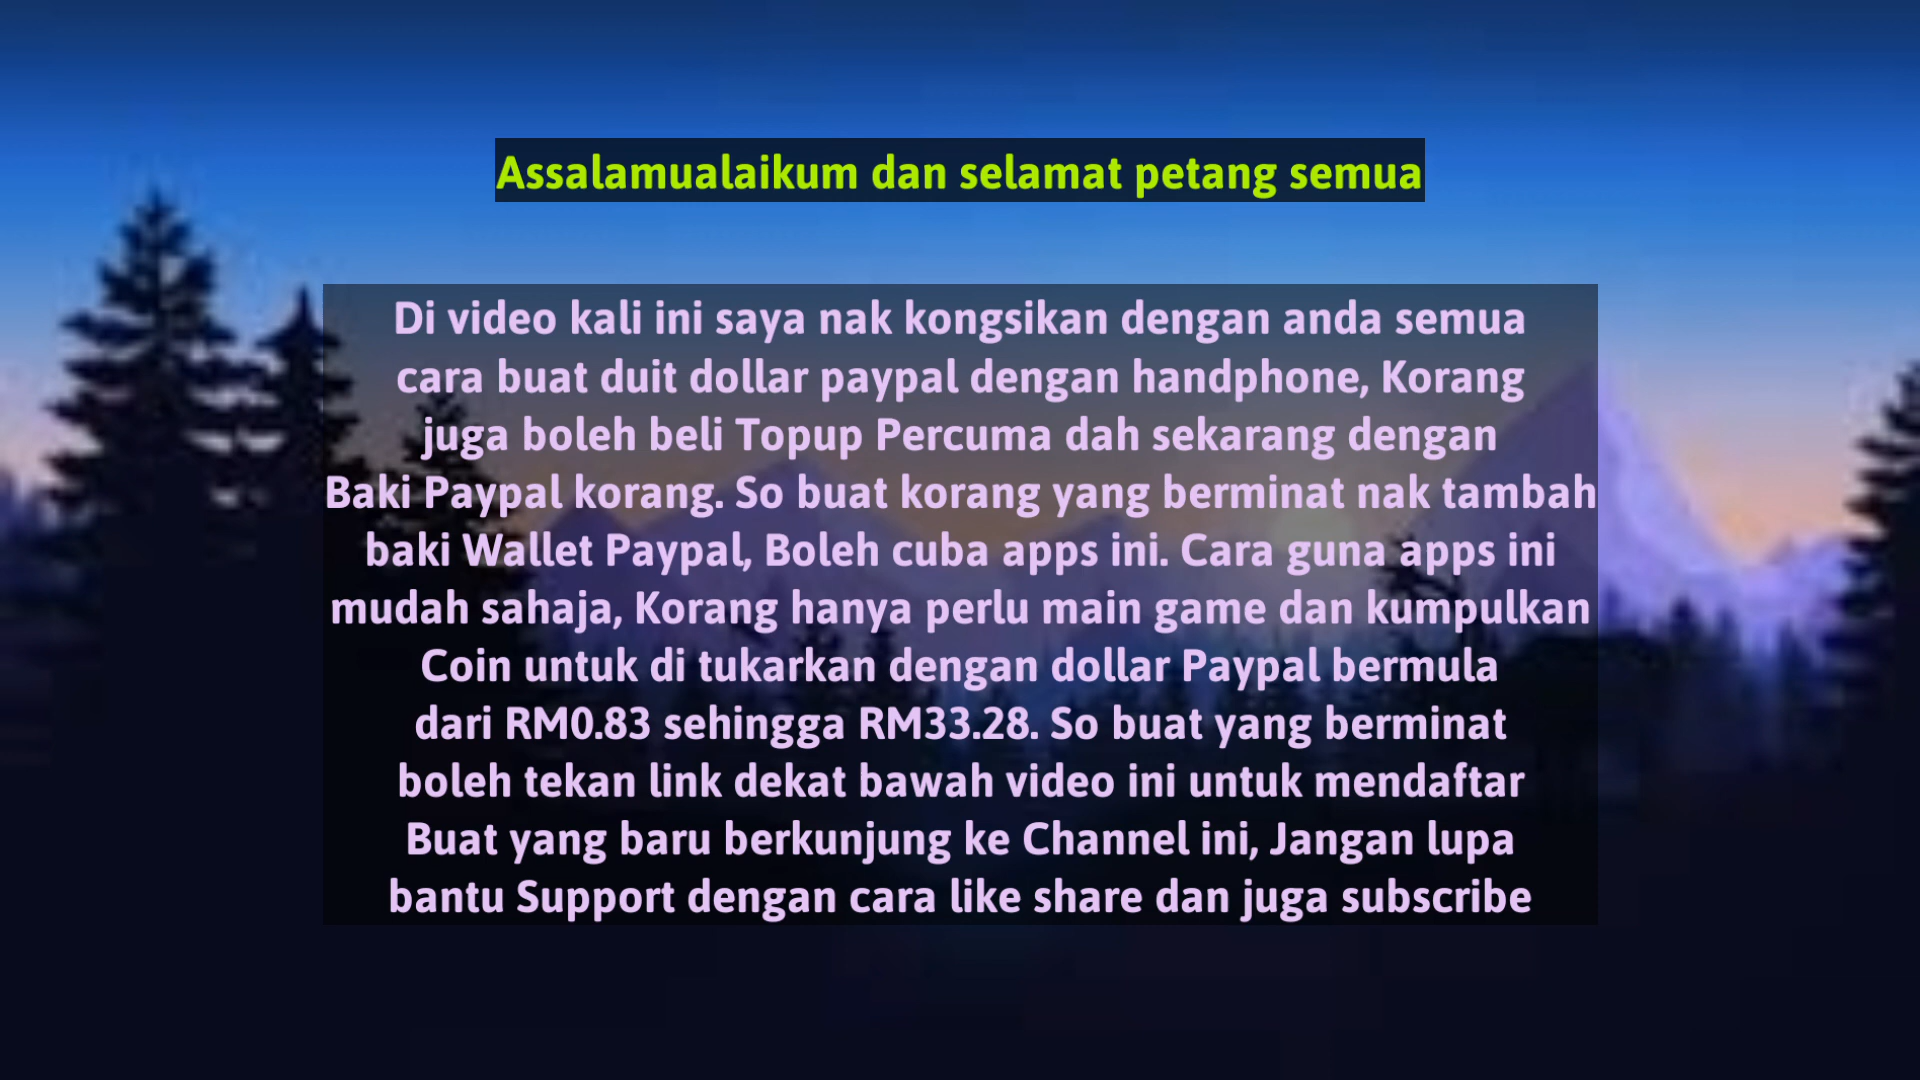 Assalamualaikum dan selamat petang semua
Di video kali ini saya nak kongsikan dengan anda semua
cara buat duit dollar paypal dengan handphone, Korang
juga boleh beli Topup Percuma dah sekarang dengan
Baki Paypal korang. So buat korang yang berminat nak tambah
baki Wallet Paypal, Boleh cuba apps ini. Cara guna apps ini
mudah sahaja, Korang hanya perlu main game dan kumpulkan
Coin untuk di tukarkan dengan dollar Paypal bermula
dari RM0.83 sehingga RM33.28. So buat yang berminat
boleh tekan link dekat bawah video ini untuk mendaftar
Buat yang baru berkunjung ke Channel ini, Jangan lupa
bantu Support dengan cara like share dan juga subscribe